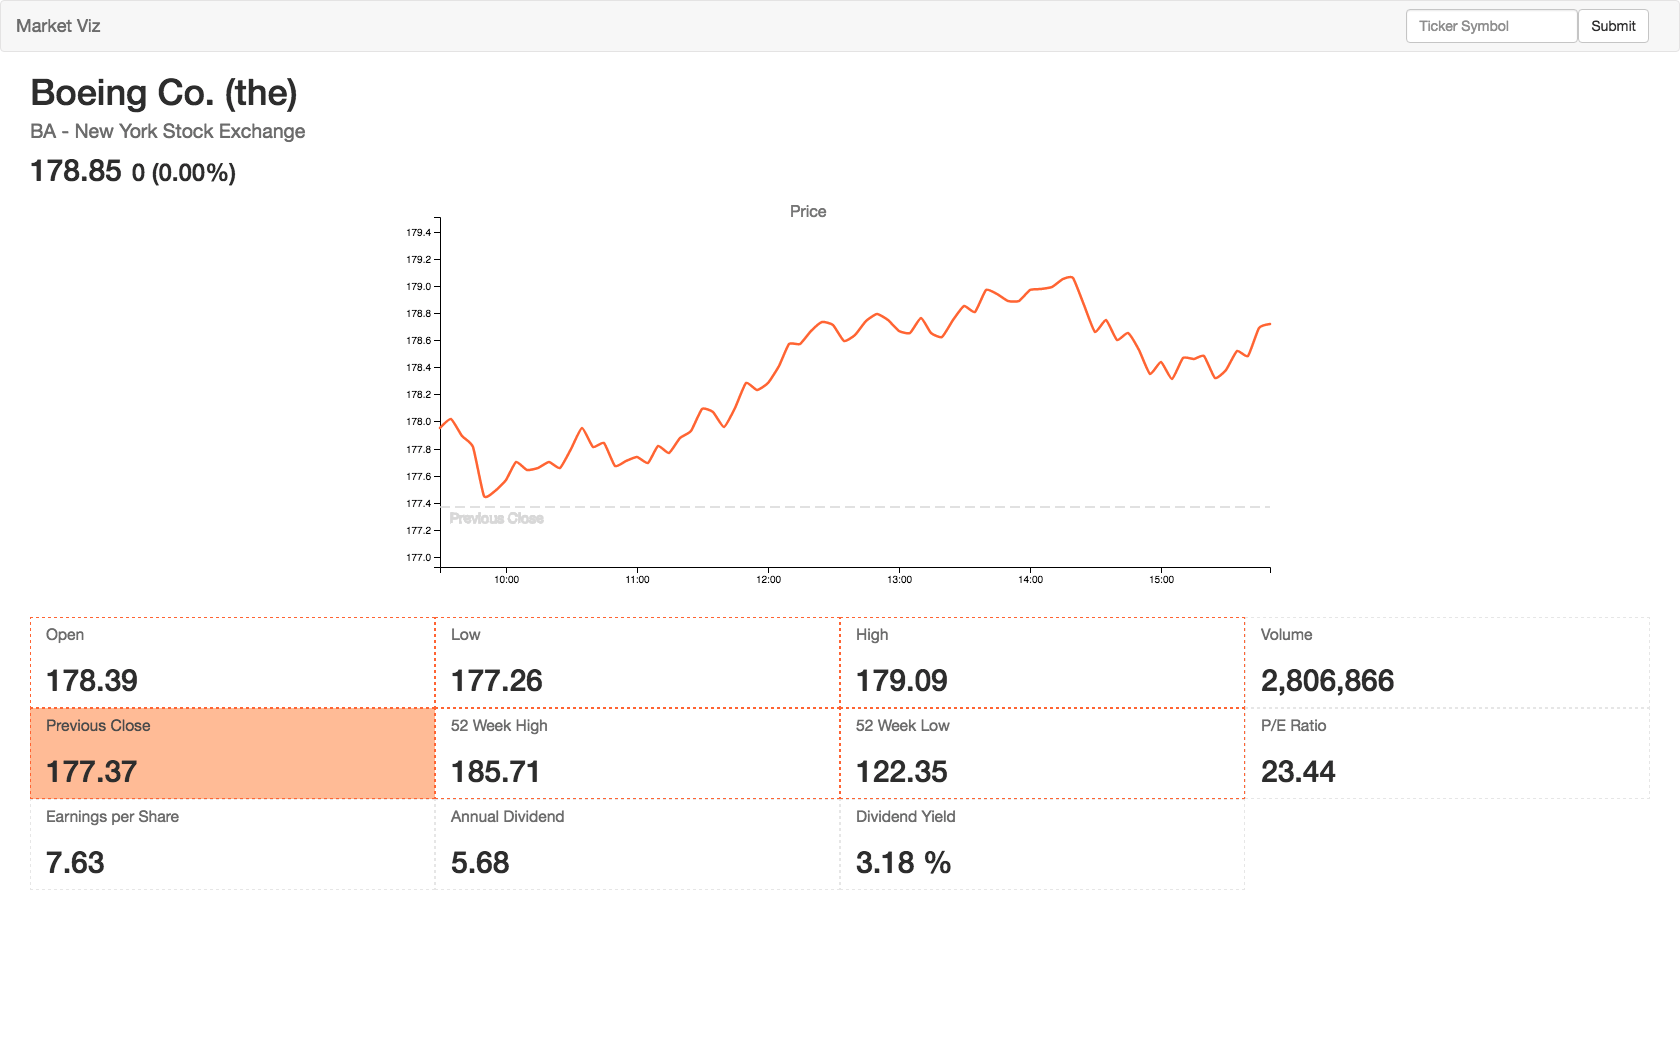 Market Viz
Ticker Symbol
Submit
Boeing Co. (the)
BA - New York Stock Exchange
178.85 0 (0.00%)
Price
179.4
179.2
179.0
178.8
178.6
178.4
178.2
178.0
177.8
177.6
177.4
Previous Close
177.2
177.0
10:00 11:00 12:00 13:00 14:00 15:00
Open Low High Volume
178.39 177.26 179.09 2,806,866
Previous Close 52 Week High 52 Week Low P/E Ratio
177.37 185.71 122.35 23.44
Earnings per Share Annual Dividend Dividend Yield
7.63 5.68 3.18 %